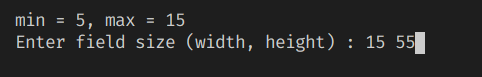 min = 5, max = 15
Enter field size (width, height) : 15 55